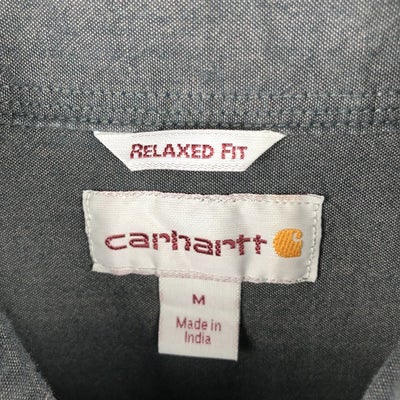 RELAXED FIT
carhartt
M
Made in
India